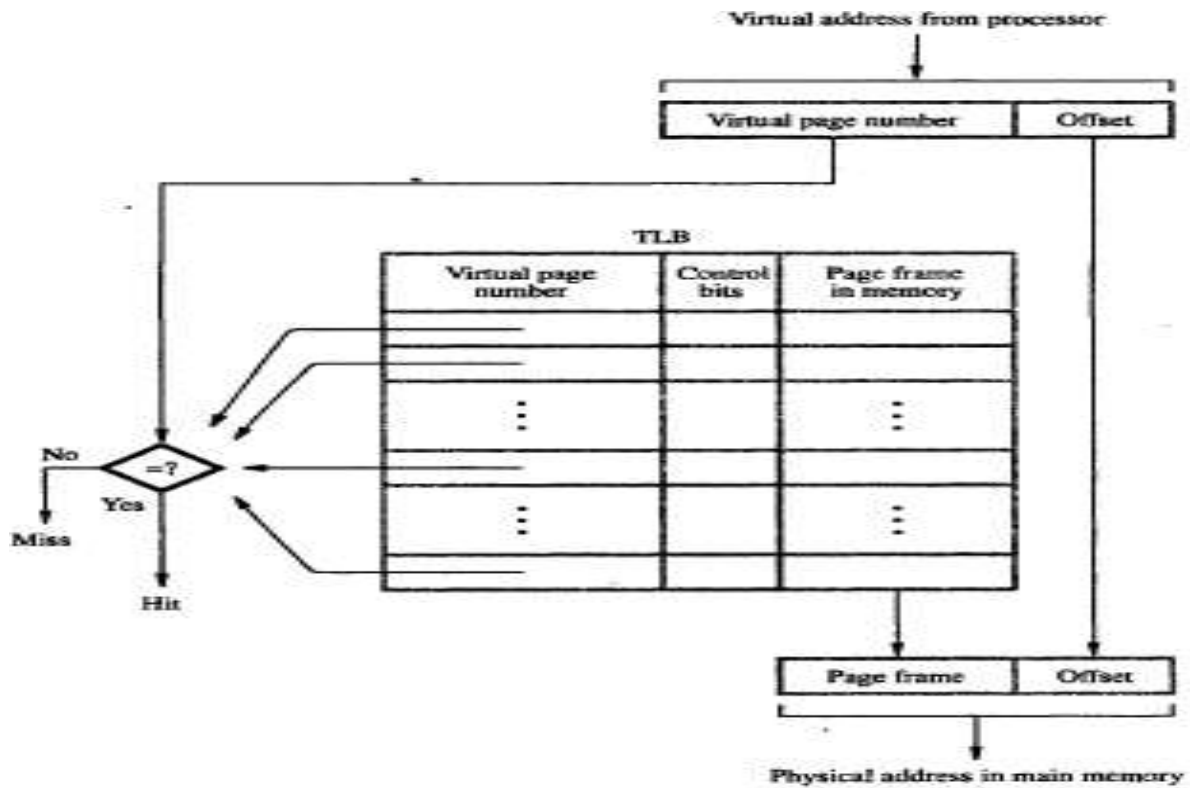 Virtual address from processor
Virtual page number
Offset
TLB
Virtual page
number
Control
bits
Page frame
in memory
No
=?
Yes
Miss
Hit
Page frame
Offset
Physical address in main memory